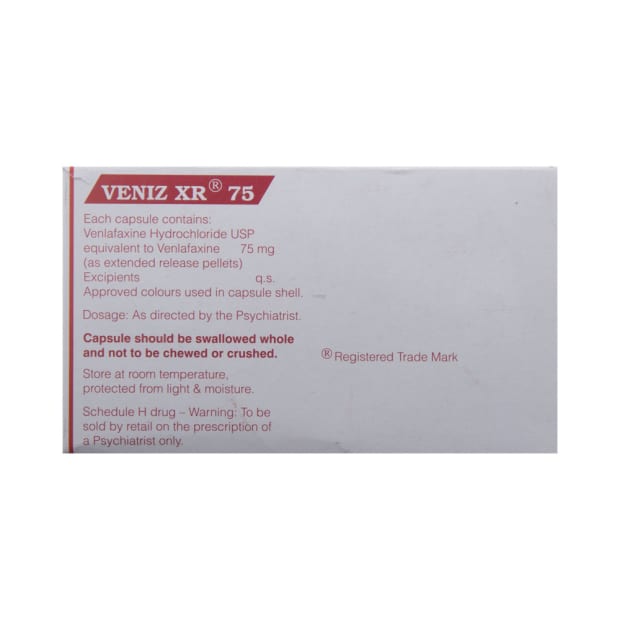 VENIZ XR® 75
Each capsule contains:
Venlafaxine Hydrochloride USP
equivalent to Venlafaxine 75 mg
(as extended release pellets)
Excipients q.s.
Approved colours used in capsule shell.
Dosage: As directed by the Psychiatrist.
Capsule should be swallowed whole
and not to be chewed or crushed.
®Registered Trade Mark
Store at room temperature,
protected from light & moisture.
Schedule H drug – Warning: To be
sold by retail on the prescription of
a Psychiatrist only.